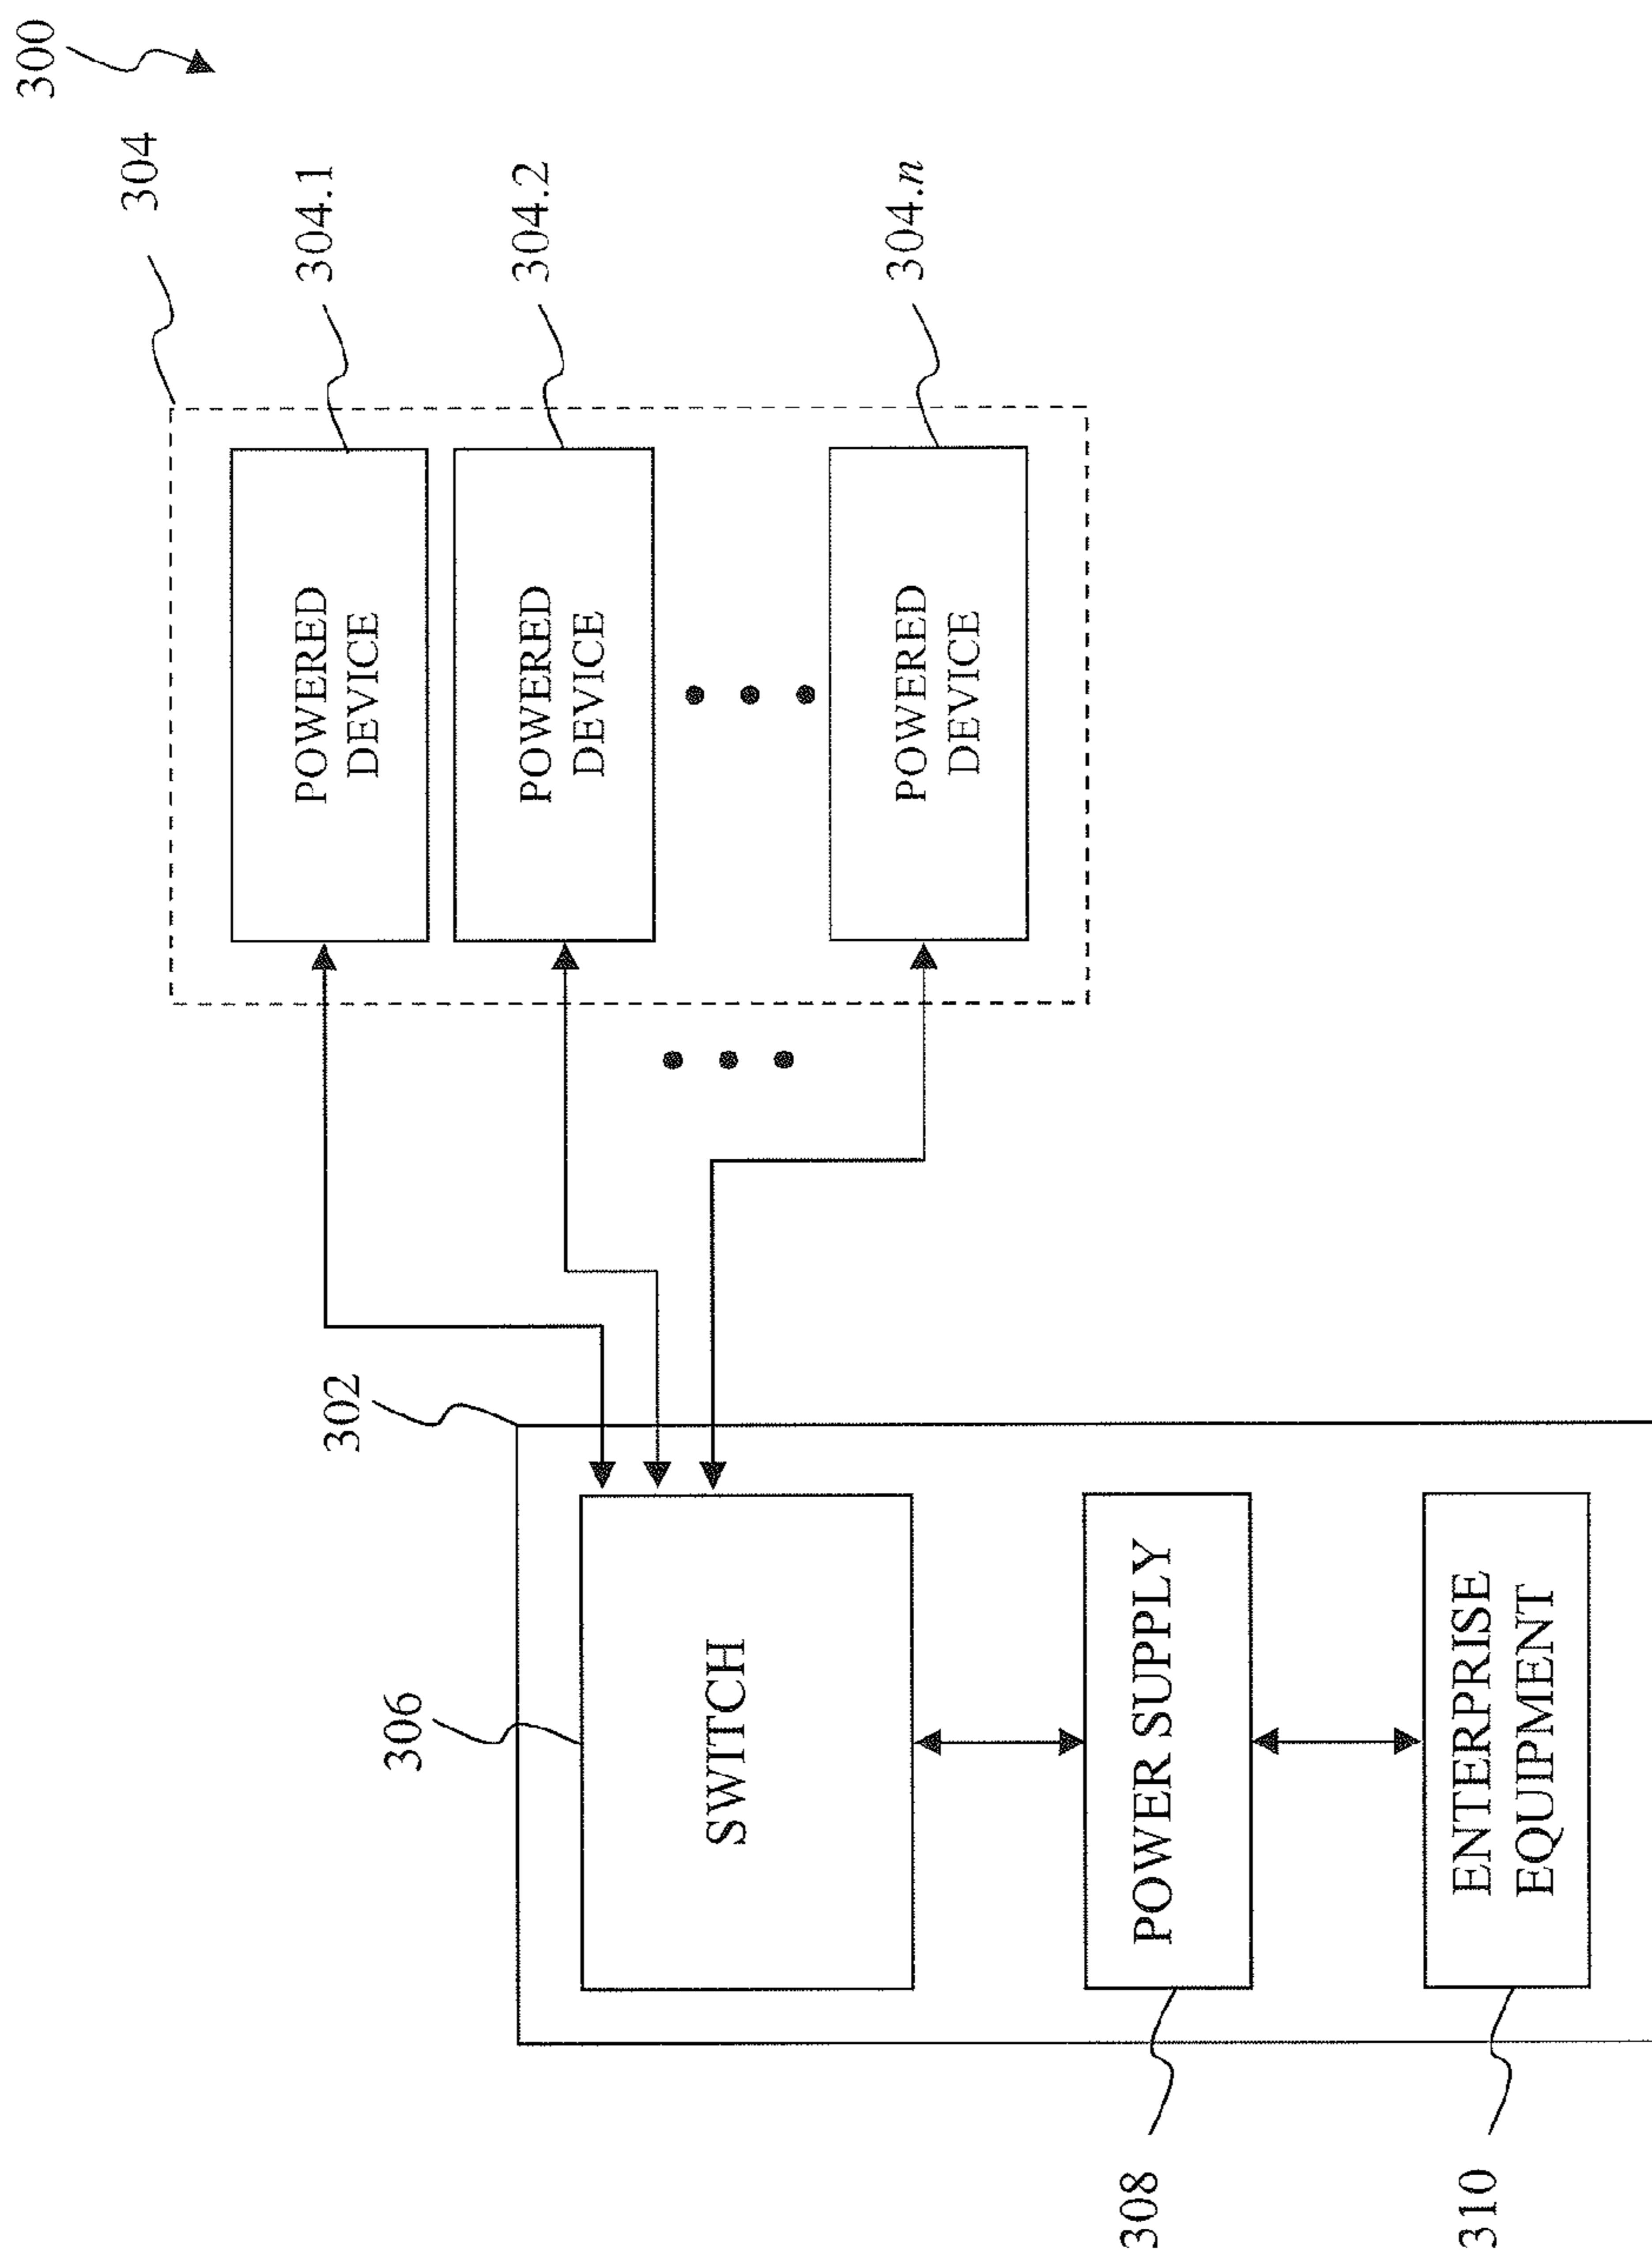 300
304
304.1
304.2
304.n
POWERED
DEVICE
POWERED
DEVICE
POWERED
DEVICE
302
306
SWITCH
POWER SUPPLY
ENTERPRISE
EQUIPMENT
308
310